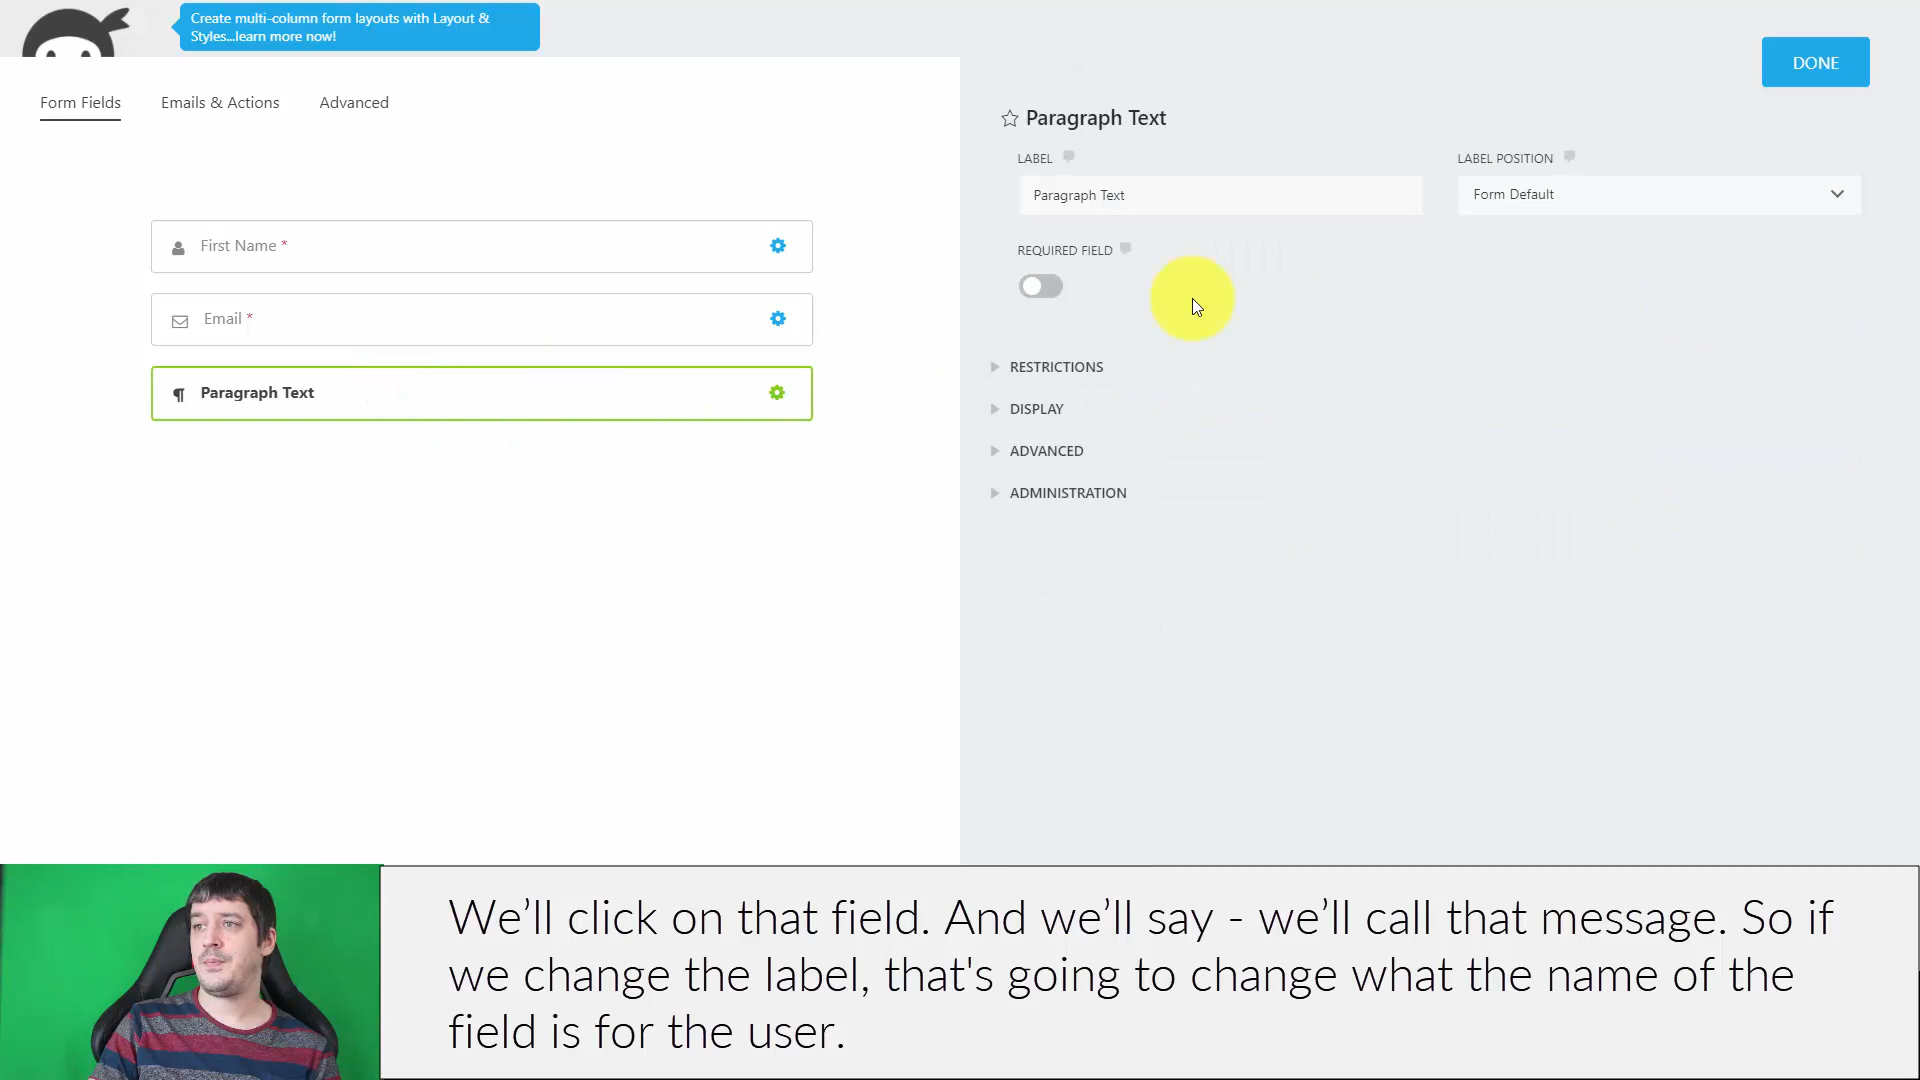 Create multi-column form layouts with Layout &
Styles...learn more now!
DONE
Form Fields
Emails & Actions
Advanced
Paragraph Text
LABEL
LABEL POSITION
Paragraph Text
Form Default
REQUIRED FIELD
First Name *
Email *
Paragraph Text
RESTRICTIONS
DISPLAY
ADVANCED
ADMINISTRATION
We’ll click on that field. And we’ll say - we’ll call that message. So if
we change the label, that's going to change what the name of the
field is for the user.